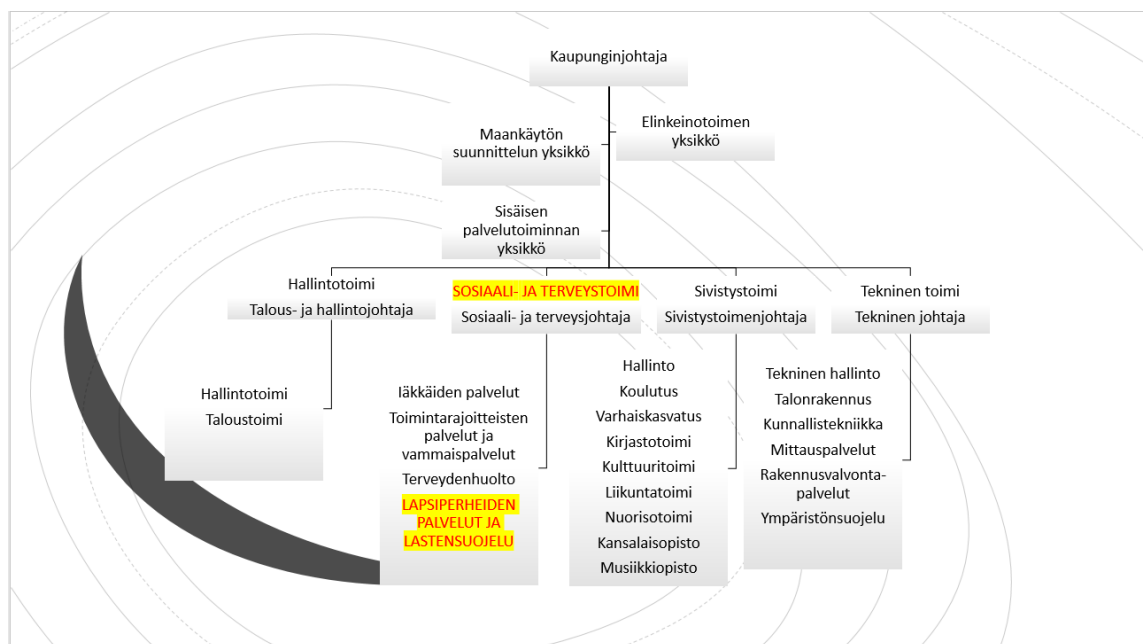 Kaupunginjohtaja
Elinkeinotoimen
yksikkö
Maankäytön
suunnittelun yksikkö
Sisäisen
palvelutoiminnan
yksikkö
Hallintotoimi
Talous- ja hallintojohtaja
SOSIAALI- JA TERVEYSTOIMI
Sosiaali- ja terveysjohtaja
Sivistystoimi
Sivistystoimenjohtaja
Tekninen toimi
Tekninen johtaja
Hallintotoimi
Taloustoimi
Iäkkäiden palvelut
Toimintarajoitteisten
palvelut ja
vammaispalvelut
Terveydenhuolto
LAPSIPERHEIDEN
PALVELUT JA
LASTENSUOJELU
Hallinto
Koulutus
Varhaiskasvatus
Kirjastotoimi
Kulttuuritoimi
Liikuntatoimi
Nuorisotoimi
Kansalaisopisto
Musiikkiopisto
Tekninen hallinto
Talonrakennus
Kunnallistekniikka
Mittauspalvelut
Rakennusvalvonta-
palvelut
Ympäristönsuojelu